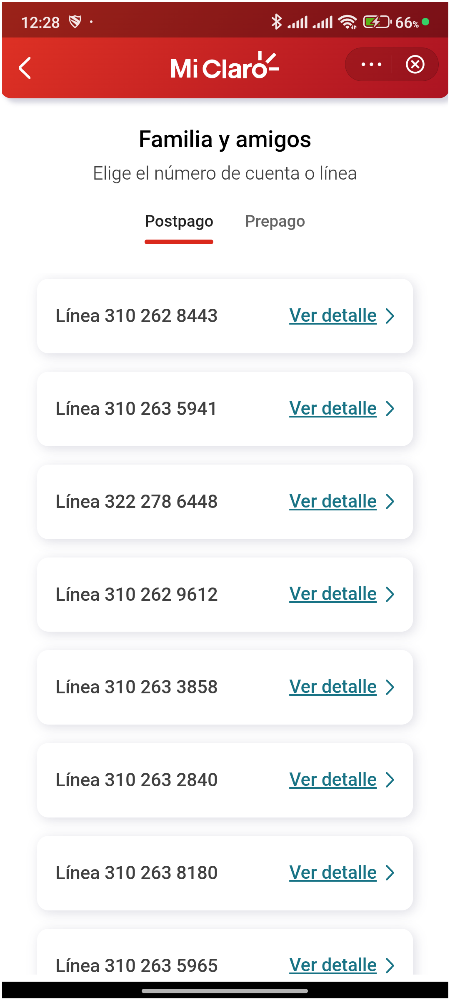 12:28
66%
Mi Claro
Familia y amigos
Elige el número de cuenta o línea
Postpago Prepago
Línea 310 262 8443 Ver detalle
Línea 310 263 5941 Ver detalle
Línea 322 278 6448 Ver detalle
Línea 310 262 9612 Ver detalle
Línea 310 263 3858 Ver detalle
Línea 310 263 2840 Ver detalle
Línea 310 263 8180 Ver detalle
Línea 310 263 5965 Ver detalle